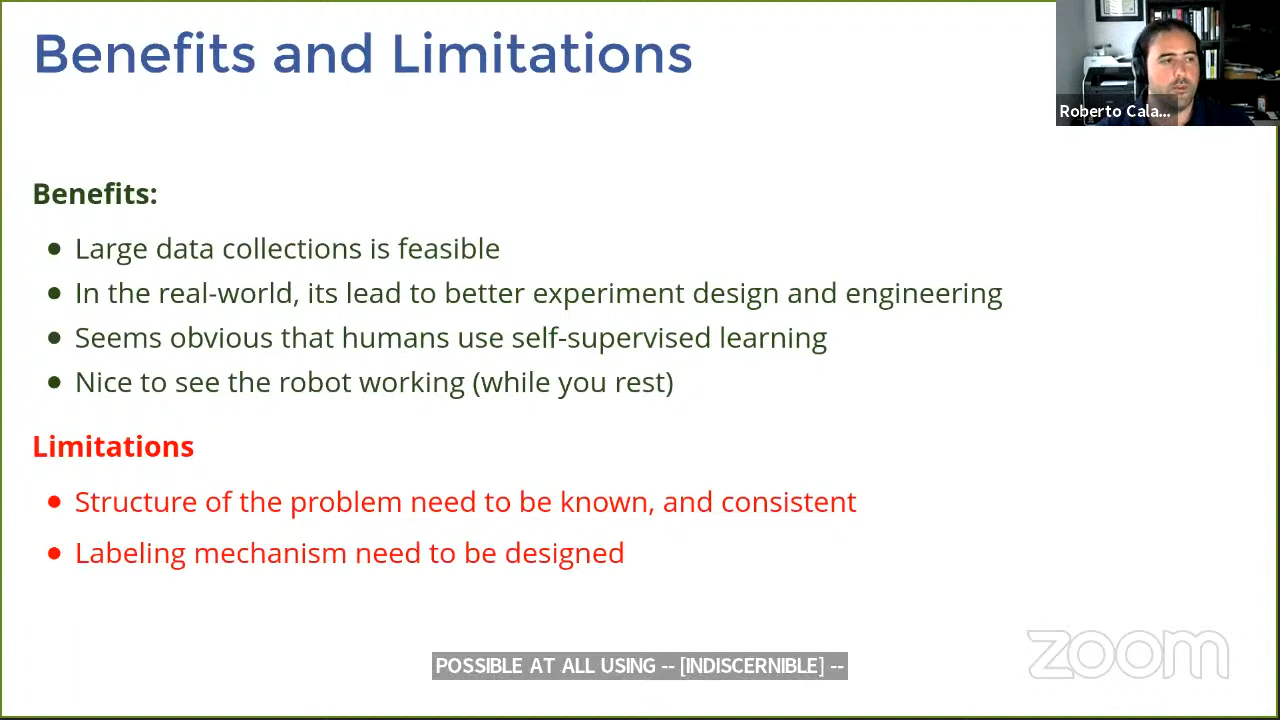 Benefits and Limitations
Roberto Cala...
Benefits:
● Large data collections is feasible
● In the real-world, its lead to better experiment design and engineering
● Seems obvious that humans use self-supervised learning
● Nice to see the robot working (while you rest)
Limitations
● Structure of the problem need to be known, and consistent
● Labeling mechanism need to be designed
POSSIBLE AT ALL USING -- [INDISCERNIBLE] --
zoom